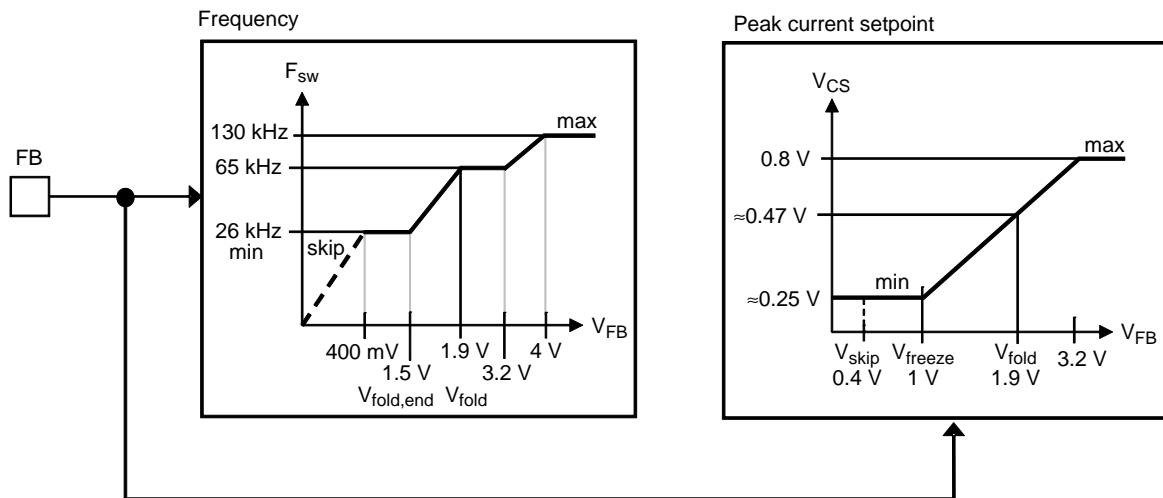 Frequency
Peak current setpoint
FB
F_SW
130 kHz
65 kHz
26 kHz
min
skip
max
V_FB
400 mV
1.9 V
4 V
1.5 V
3.2 V
V_fold,end V_fold
V_CS
max
0.8 V
≈0.47 V
min
≈0.25 V
V_FB
V_skip
0.4 V
V_freeze
1 V
V_fold
1.9 V
3.2 V